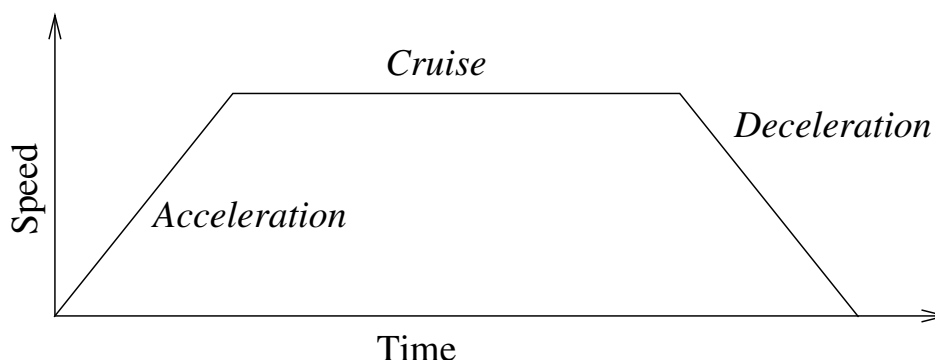 Cruise
Deceleration
Speed
Acceleration
Time